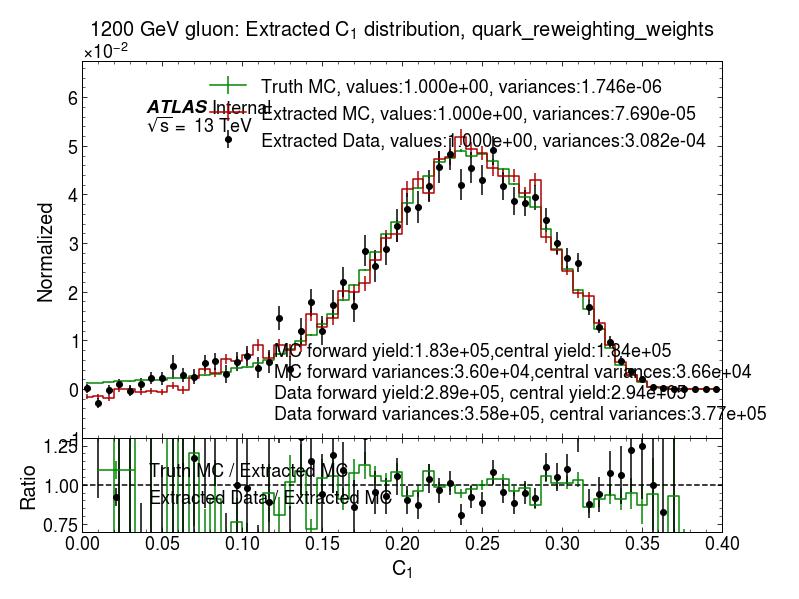 1200 GeV gluon: Extracted C₁ distribution, quark_reweighting_weights
×10⁻²
Truth MC, values:1.000e+00, variances:1.746e-06
ATLAS Internal
Extracted MC, values:1.000e+00, variances:7.690e-05
√s = 13 TeV
Extracted Data, values:1.000e+00, variances:3.082e-04
6
5
4
3
2
1
0
-1
Normalized
MC forward yield:1.83e+05,central yield:1.84e+05
MC forward variances:3.60e+04,central variances:3.66e+04
Data forward yield:2.89e+05, central yield:2.94e+05
Data forward variances:3.58e+05, central variances:3.77e+05
1.25
1.00
0.75
Ratio
Truth MC / Extracted MC
Extracted Data / Extracted MC
0.00 0.05 0.10 0.15 0.20 0.25 0.30 0.35 0.40
C₁